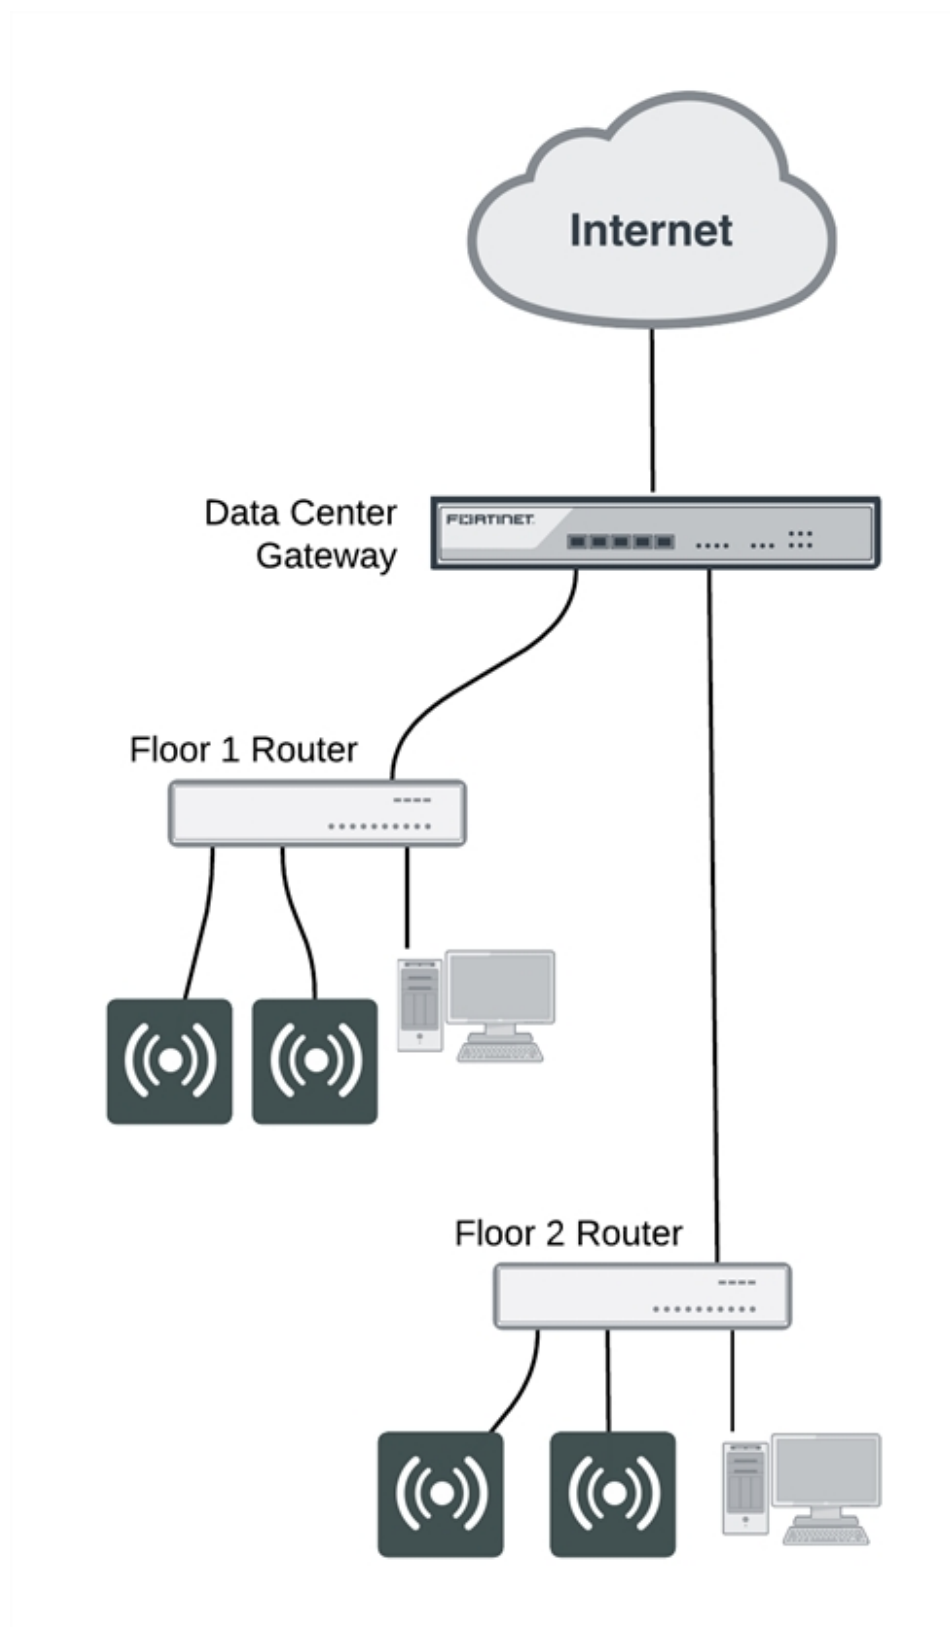 Internet
FORTINET
Data Center
Gateway
Floor 1 Router
Floor 2 Router